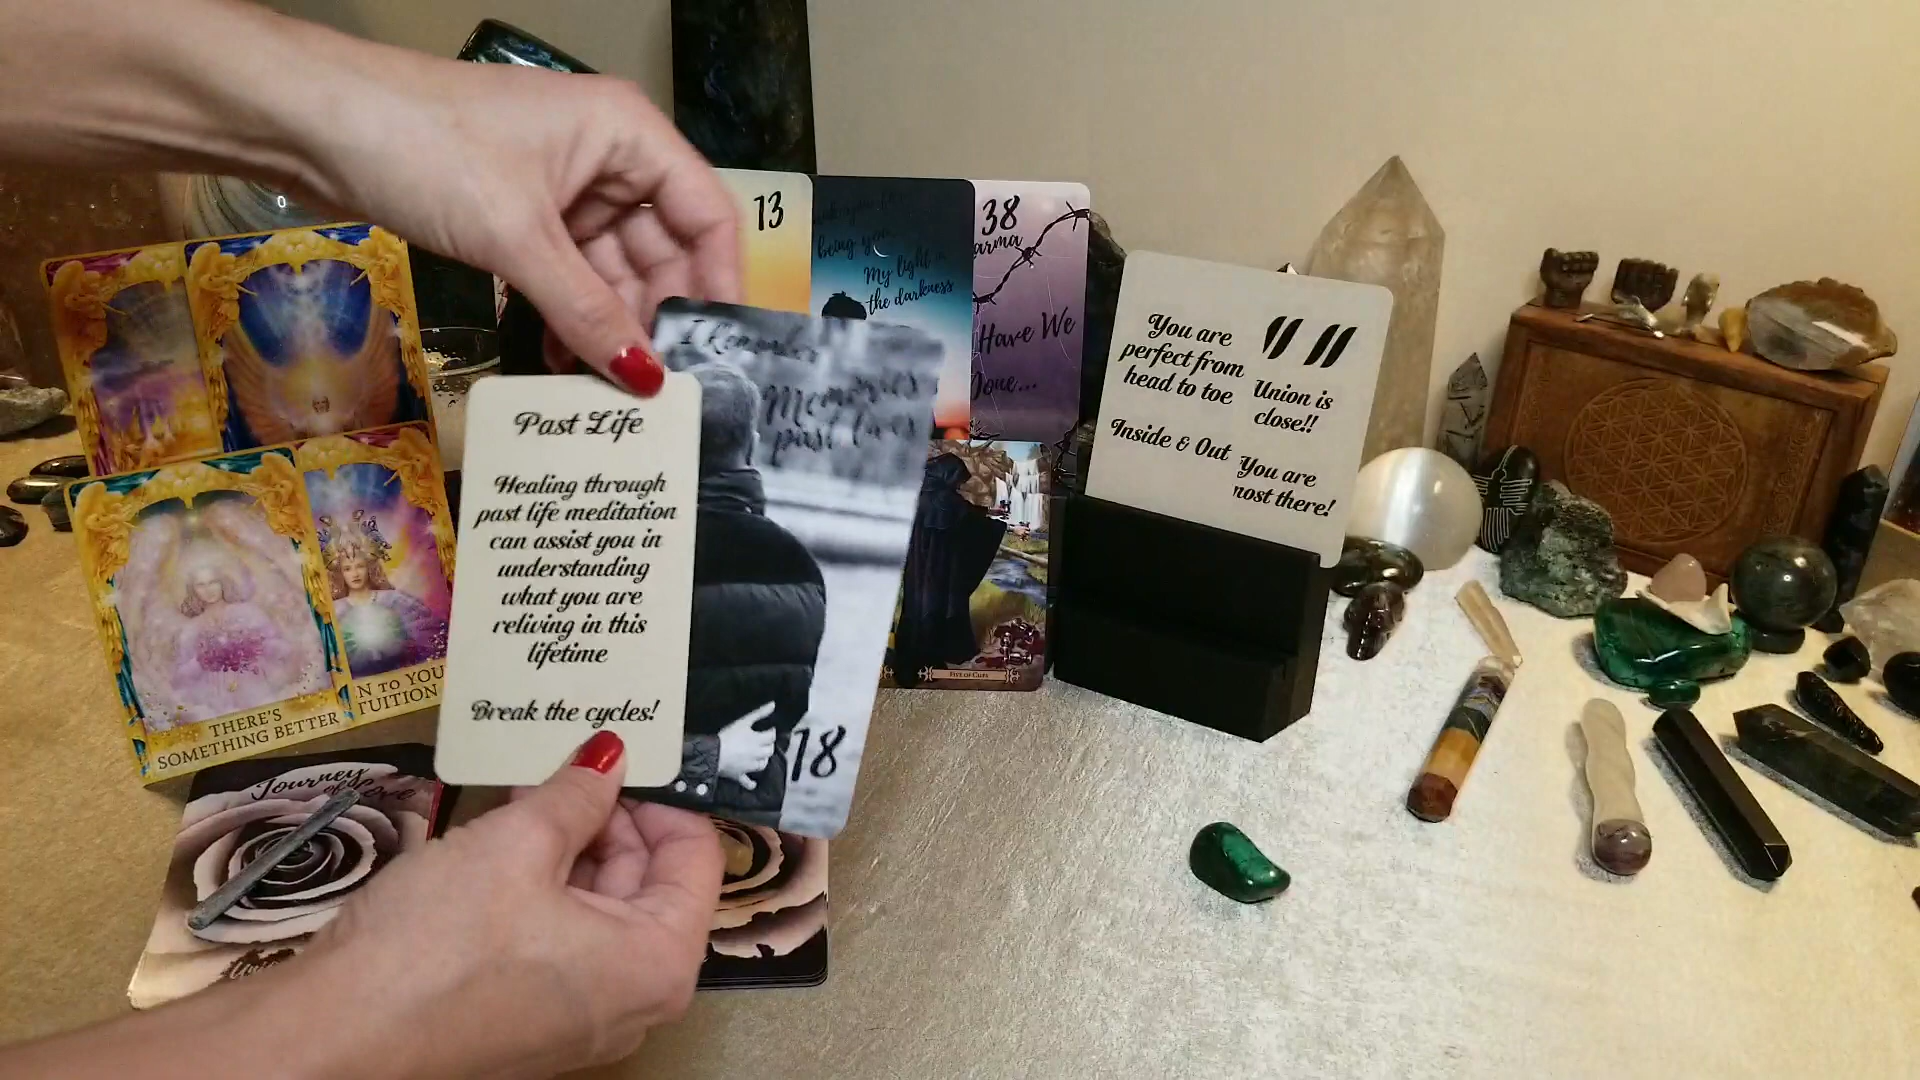 13
being you
My light in
the darkness
38
Have We
Done...
I Remember
Memories
past lives
18
Past Life
Healing through
past life meditation
can assist you in
understanding
what you are
reliving in this
lifetime
Break the cycles!
You are
perfect from
head to toe
Inside & Out
11 11
Union is
close!!
You are
most there!
FIVE OF CUPS
THERE'S
SOMETHING BETTER
N TO YOU
TUITION
Journey
of Love